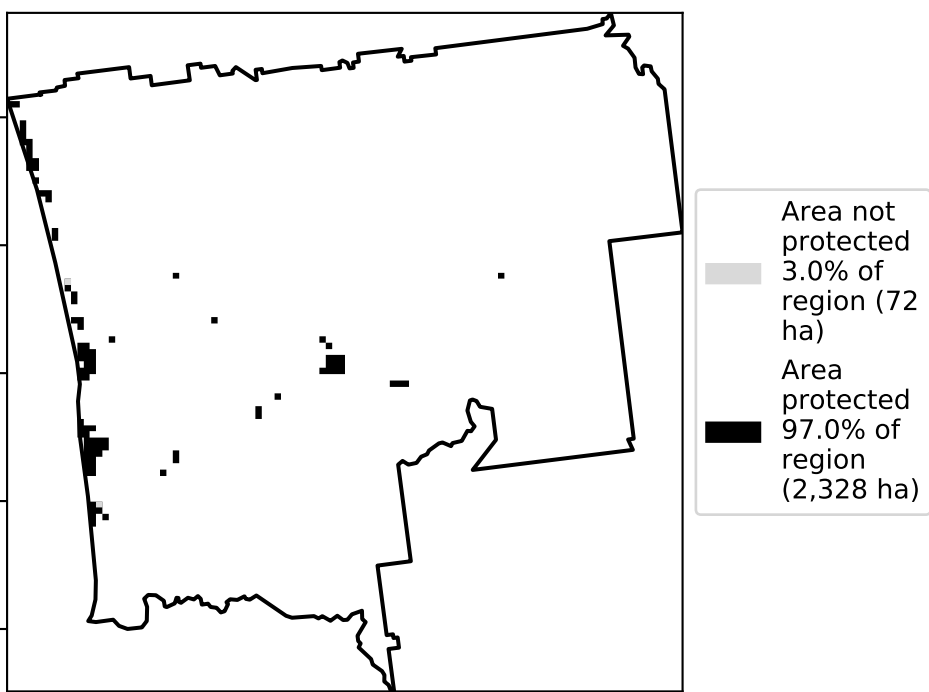 Area not
protected
3.0% of
region (72
ha)
Area
protected
97.0% of
region
(2,328 ha)